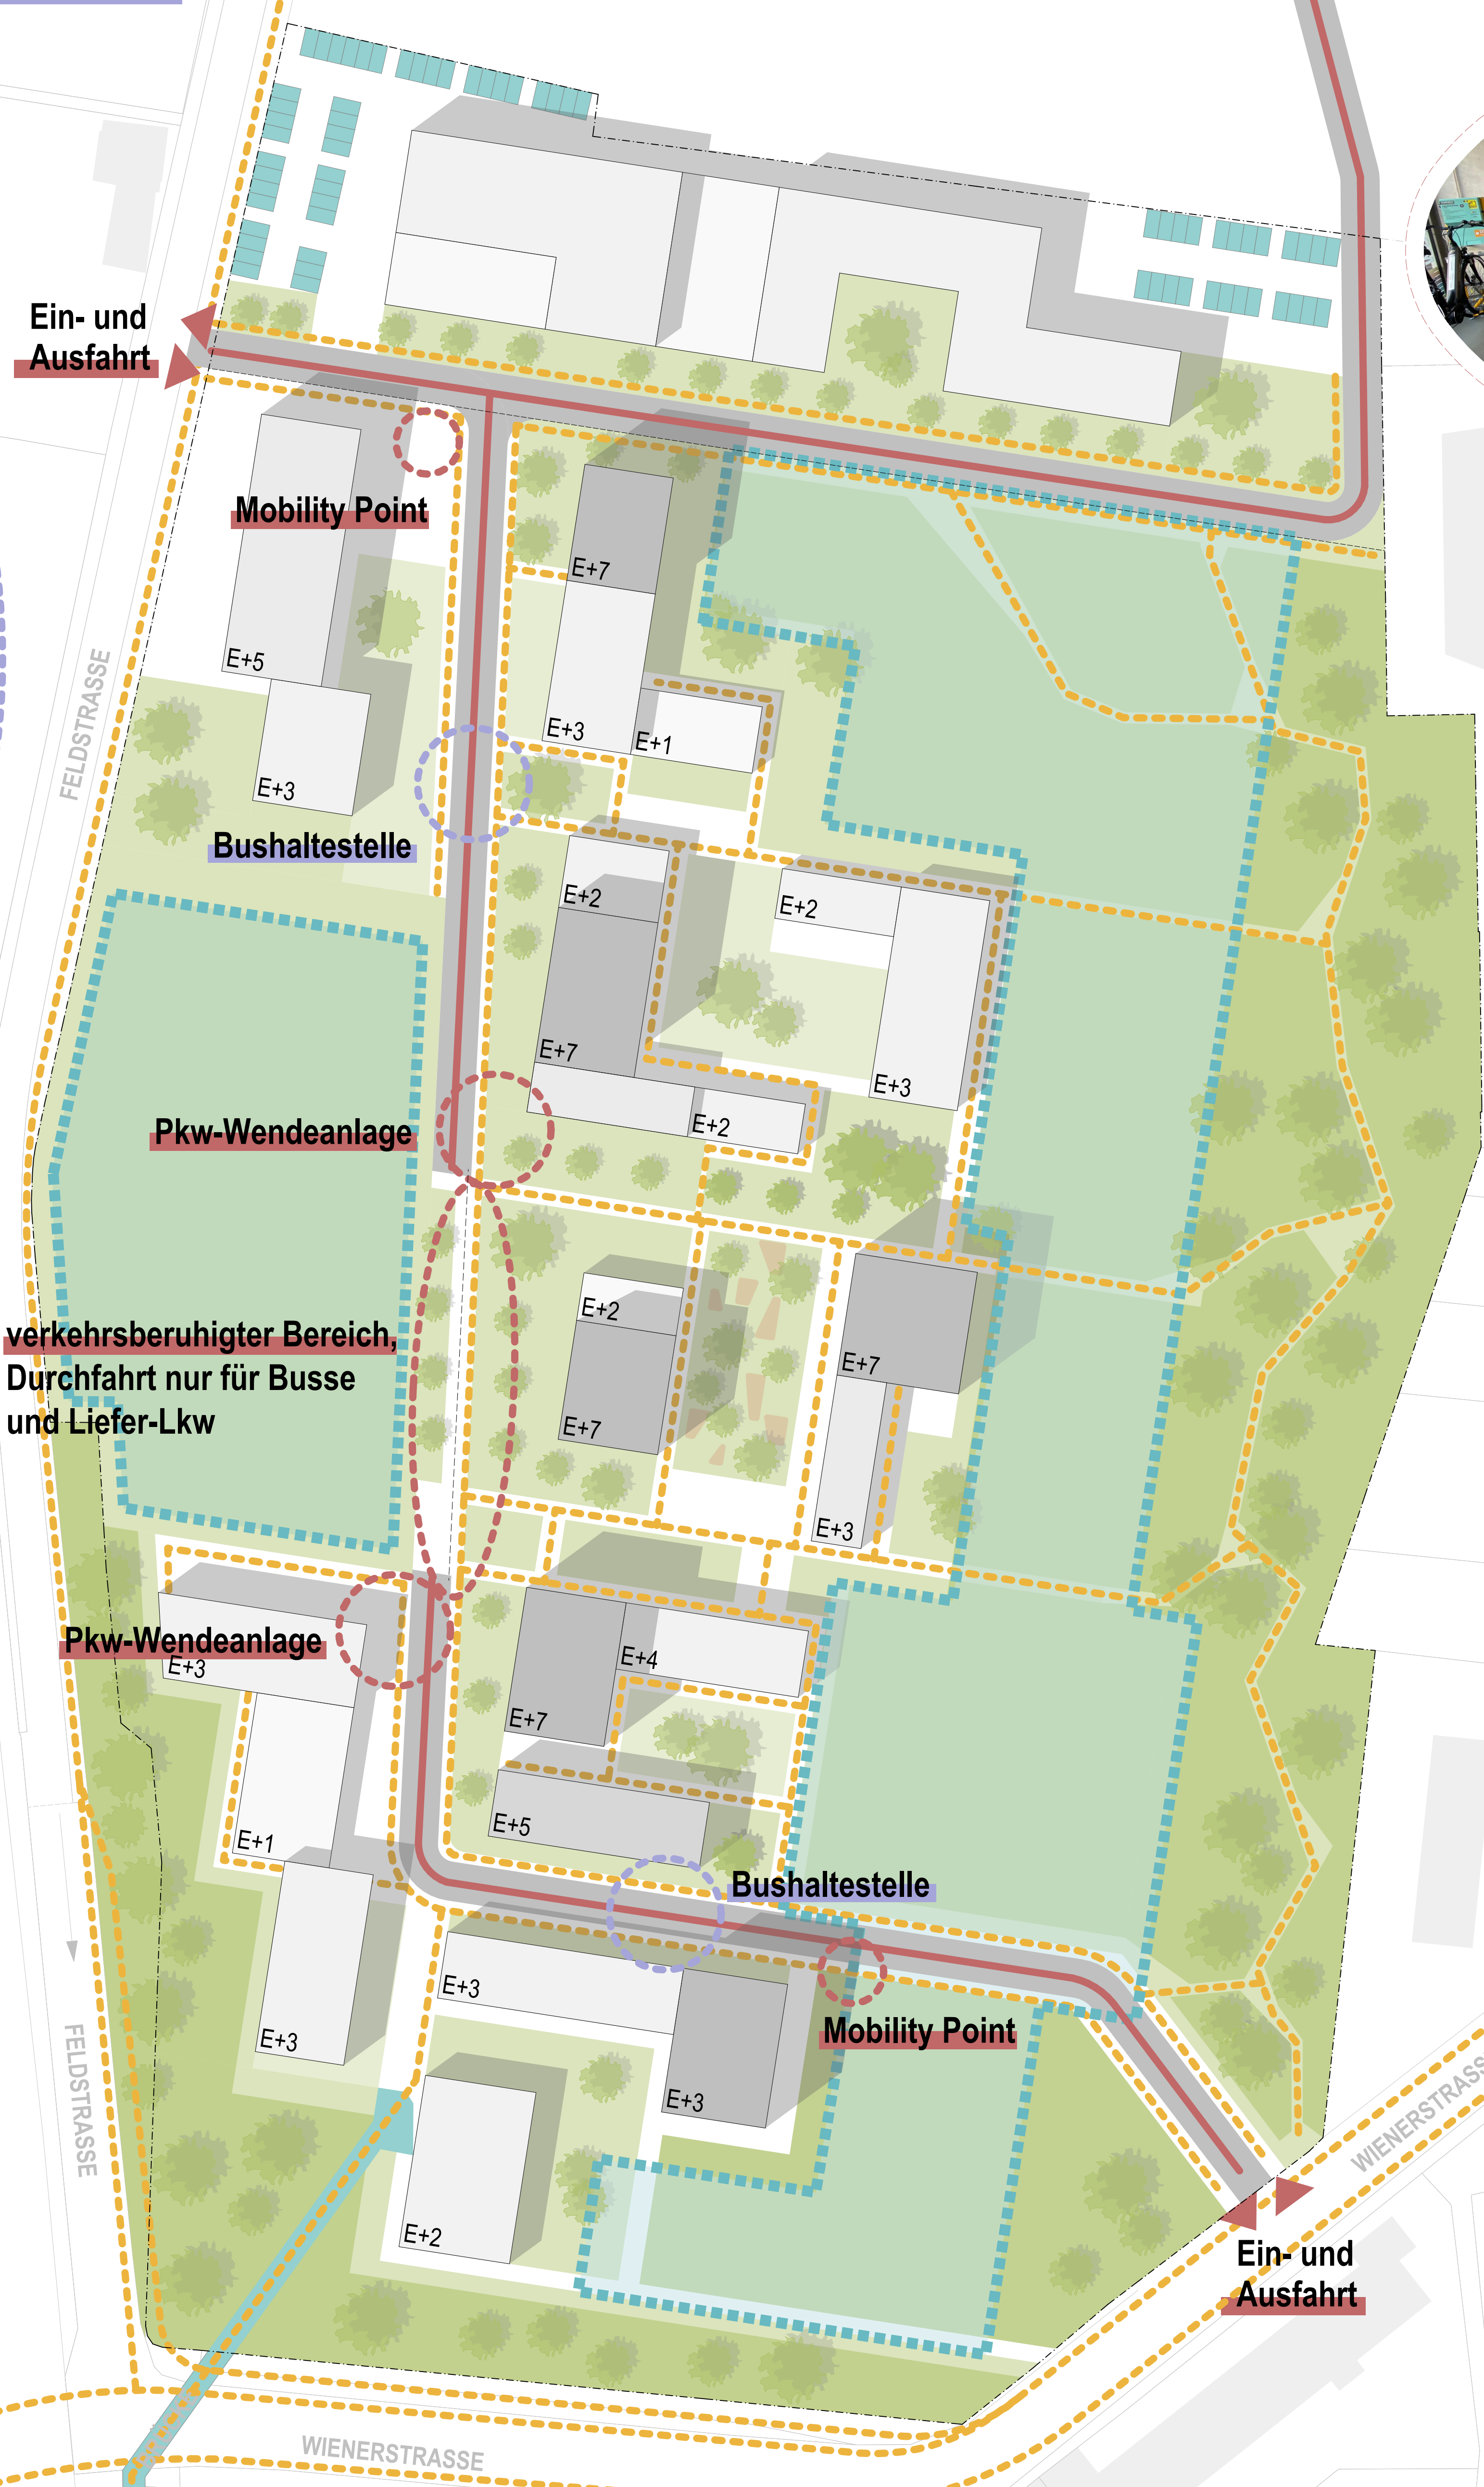 Ein- und
Ausfahrt
Mobility Point
E+7
E+5
FELDSTRASSE
E+3
E+1
E+3
Bushaltestelle
E+2
E+2
E+7
E+3
E+2
Pkw-Wendeanlage
E+2
verkehrsberuhigter Bereich,
Durchfahrt nur für Busse
und Liefer-Lkw
E+7
E+7
E+3
Pkw-Wendeanlage
E+3
E+4
E+7
E+5
E+1
Bushaltestelle
E+3
E+3
Mobility Point
E+3
FELDSTRASSE
WIENERSTRASSE
E+2
Ein- und
Ausfahrt
WIENERSTRASSE